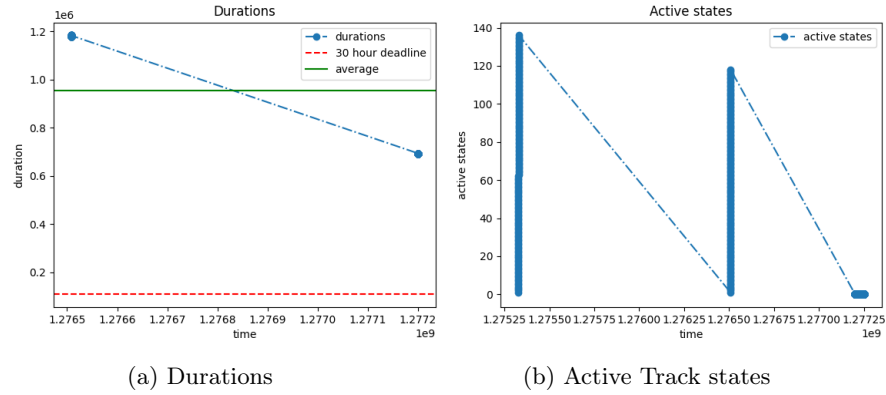 Durations
1e6
1.2
1.0
0.8
0.6
0.4
0.2
duration
durations
30 hour deadline
average
1.2765 1.2766 1.2767 1.2768 1.2769 1.2770 1.2771 1.2772
time
1e9
(a) Durations
Active states
140
120
100
80
60
40
20
0
active states
active states
1.27525 1.27550 1.27575 1.27600 1.27625 1.27650 1.27675 1.27700 1.27725
time
1e9
(b) Active Track states